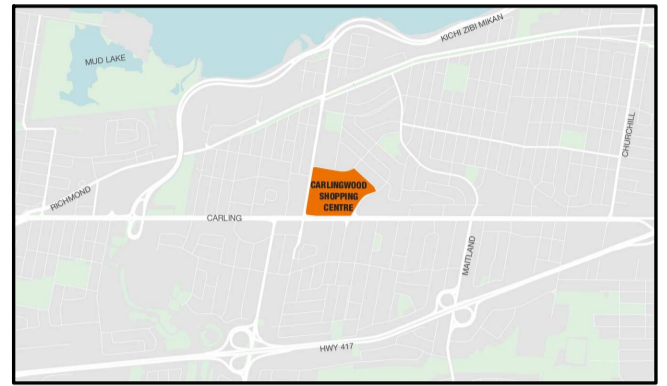 KICHI ZIBI MIKAN
MUD LAKE
CHURCHILL
RICHMOND
CARLINGWOOD
SHOPPING
CENTRE
CARLING
MAITLAND
HWY 417